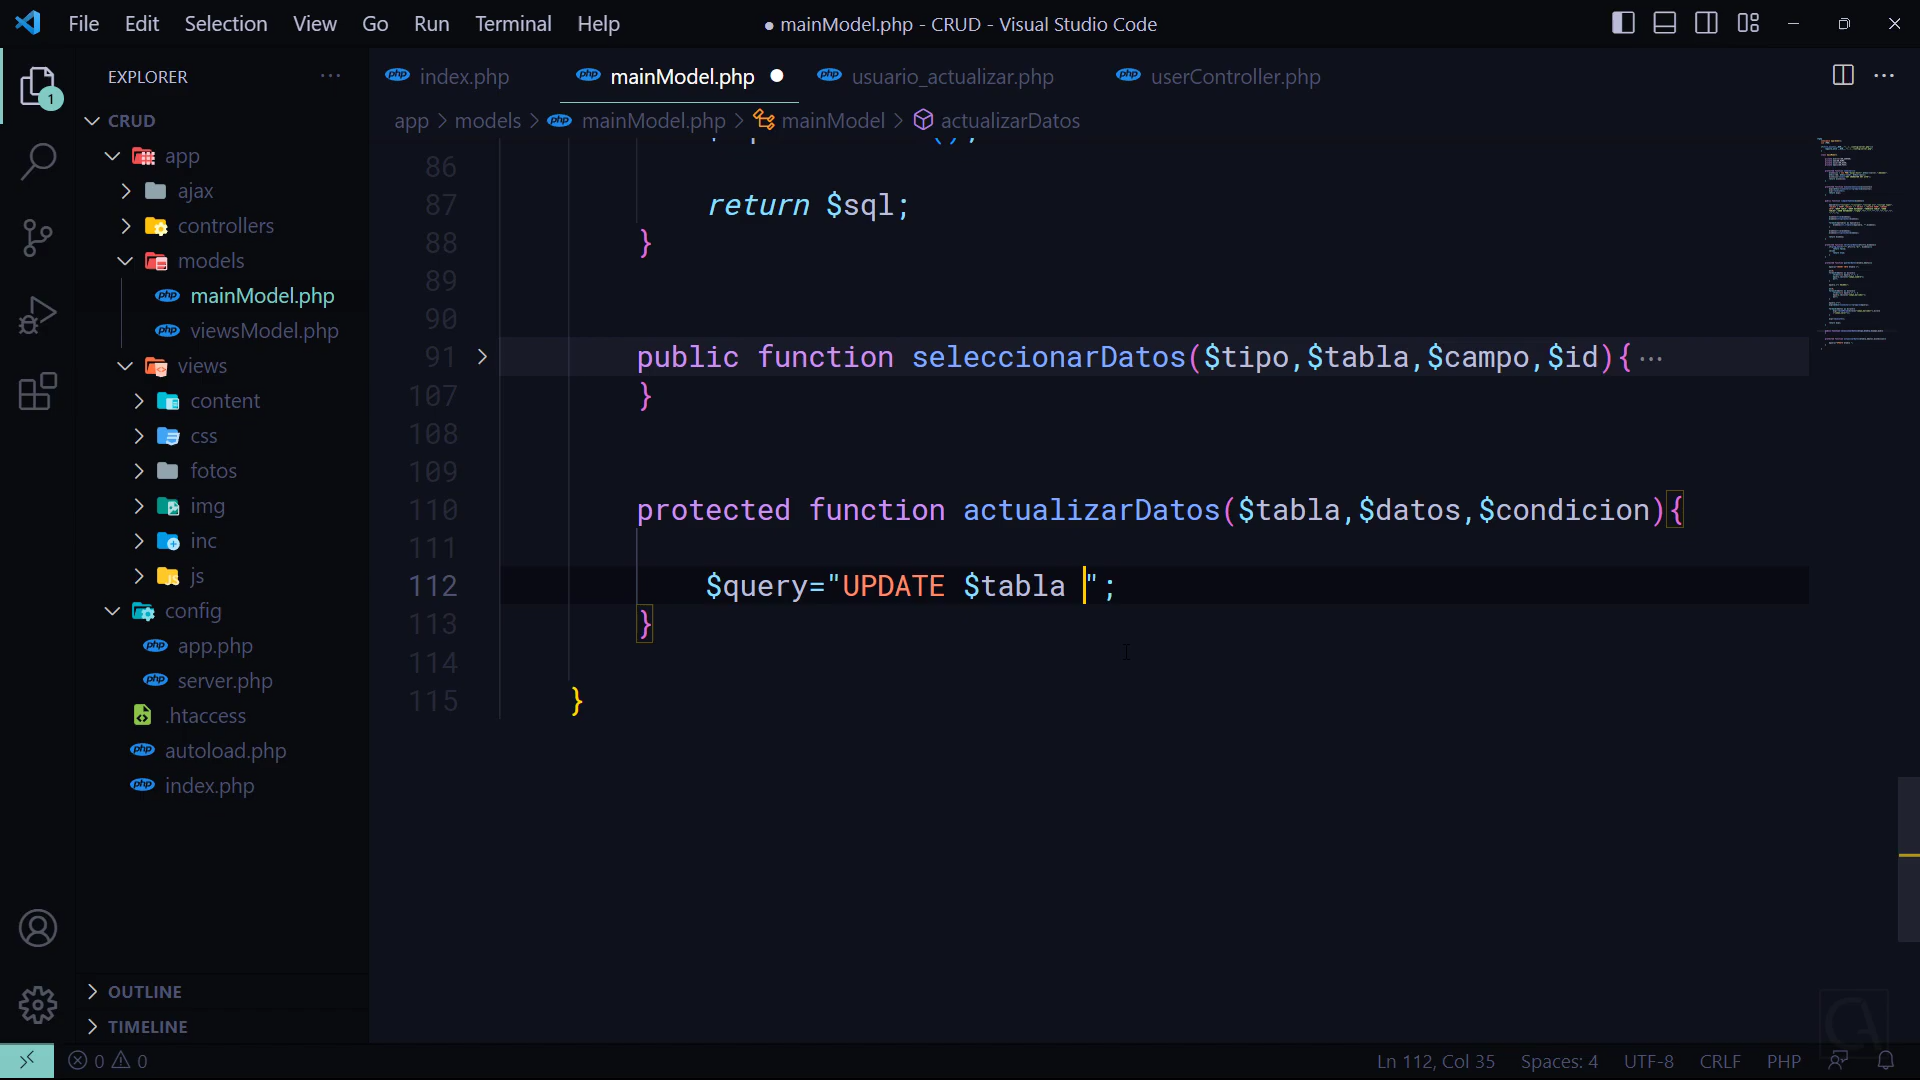 File Edit Selection View Go Run Terminal Help
● mainModel.php - CRUD - Visual Studio Code
EXPLORER ···
index.php
mainModel.php
usuario_actualizar.php
userController.php
app > models > mainModel.php > mainModel > actualizarDatos
CRUD
app
ajax
controllers
models
mainModel.php
viewsModel.php
views
content
css
fotos
img
inc
js
config
app.php
server.php
.htaccess
autoload.php
index.php
OUTLINE
TIMELINE
1
86
87 return $sql;
88 }
89
90
91 public function seleccionarDatos($tipo,$tabla,$campo,$id){ ···
107 }
108
109
110 protected function actualizarDatos($tabla,$datos,$condicion){
111
112 $query="UPDATE $tabla ";
113 }
114
115 }
0 0
Ln 112, Col 35 Spaces: 4 UTF-8 CRLF PHP